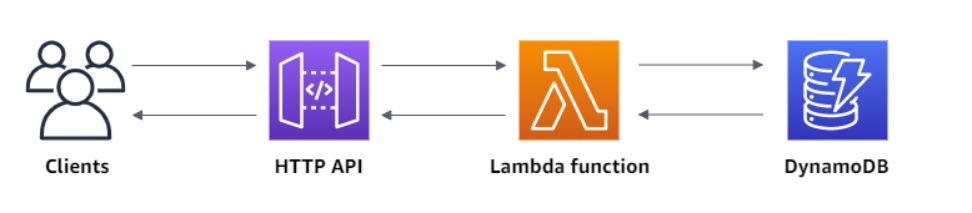 </>
Clients
HTTP API
Lambda function
DynamoDB